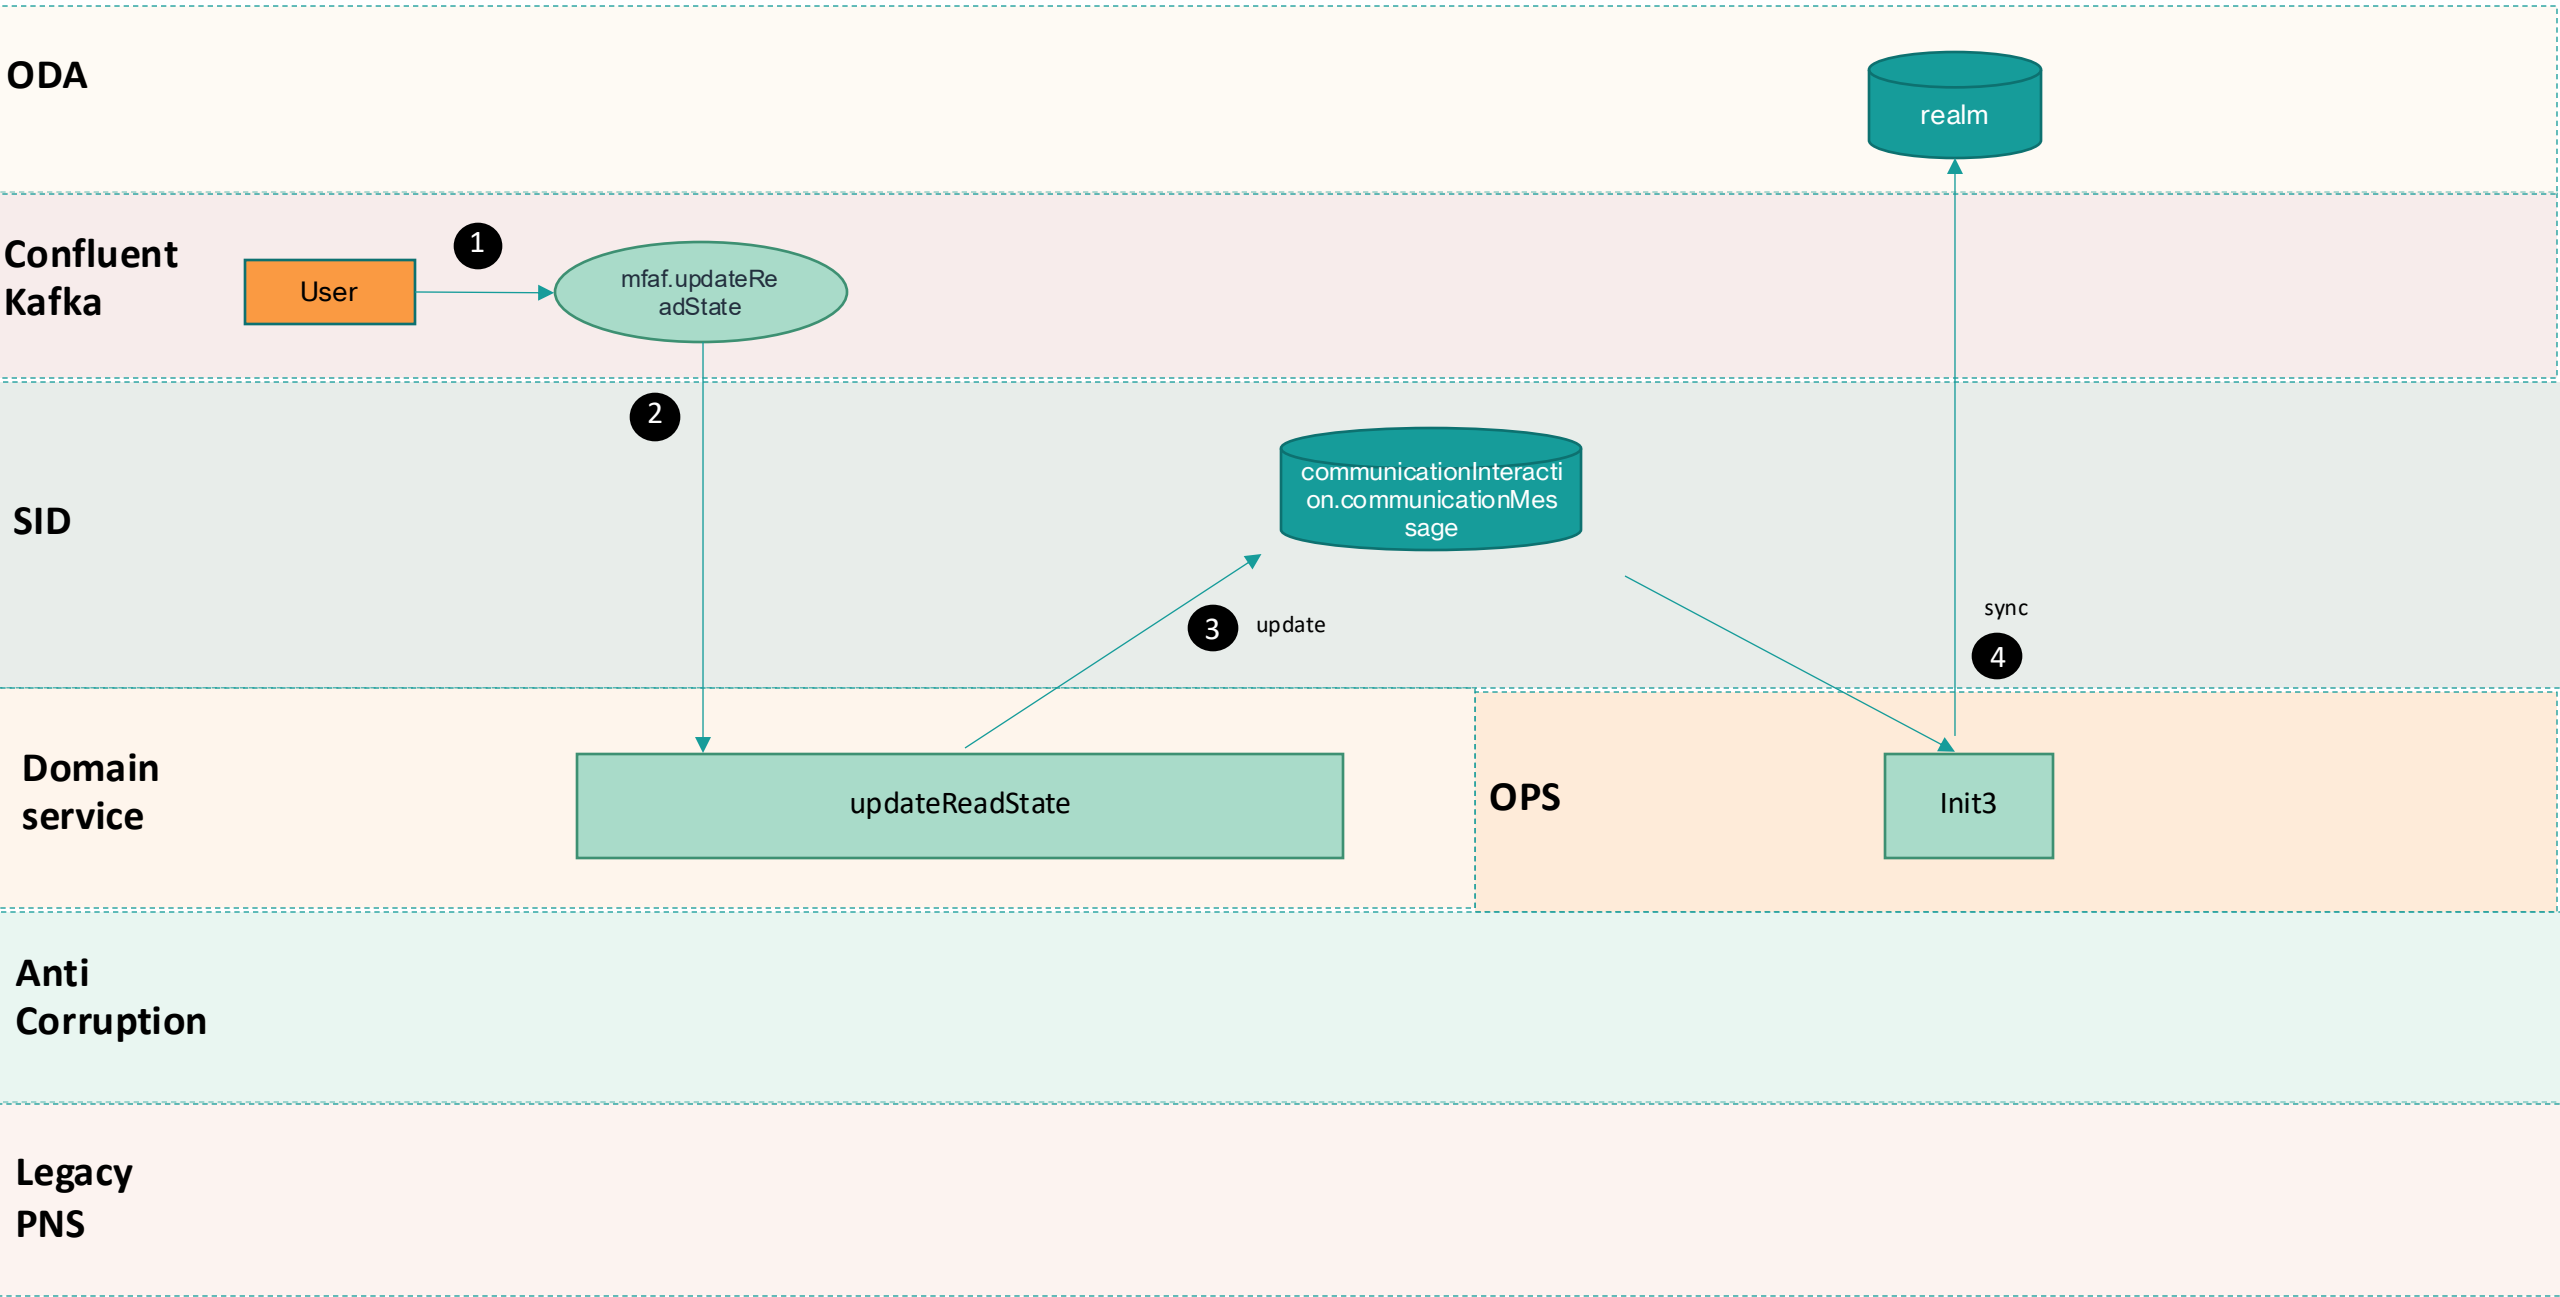 ODA
realm
Confluent
Kafka
User
1
mfaf.updateRe
adState
2
SID
communicationInteracti
on.communicationMes
sage
3
update
sync
4
Domain
service
updateReadState
OPS
Init3
Anti
Corruption
Legacy
PNS